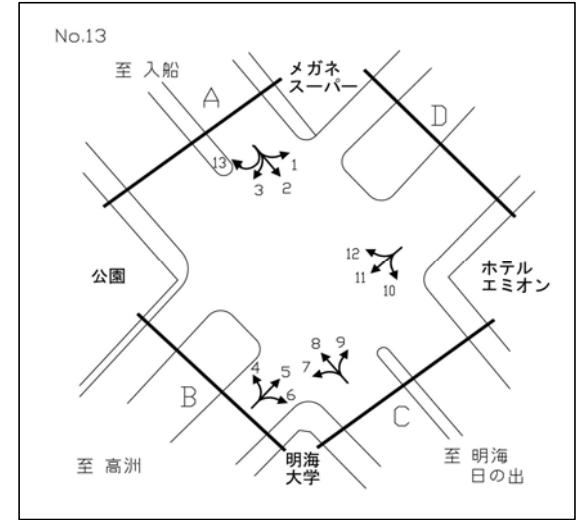 No.13
至 入船
メガネ
スーパー
A
D
13
1
3
2
12
11
10
公園
ホテル
エミオン
8
9
7
4
5
6
B
C
至 高洲
明海
大学
至 明海
日の出